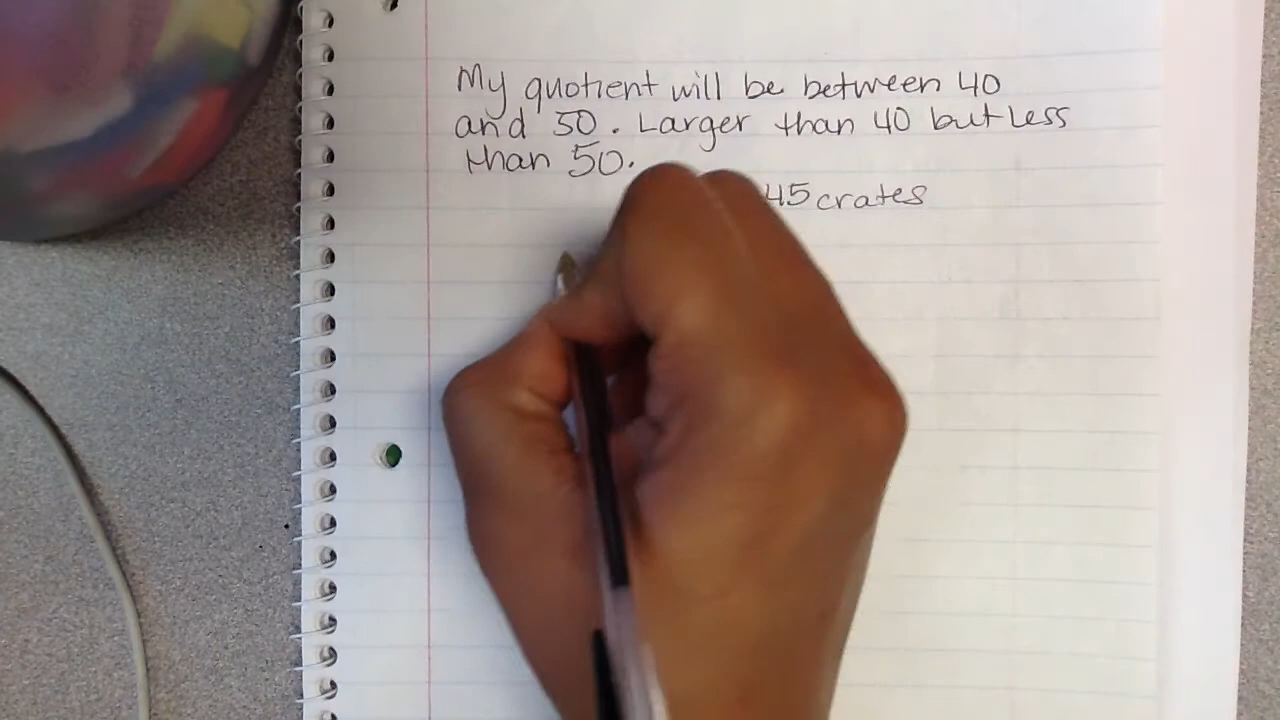 My quotient will be between 40
and 50. Larger than 40 but less
than 50.
45 crates